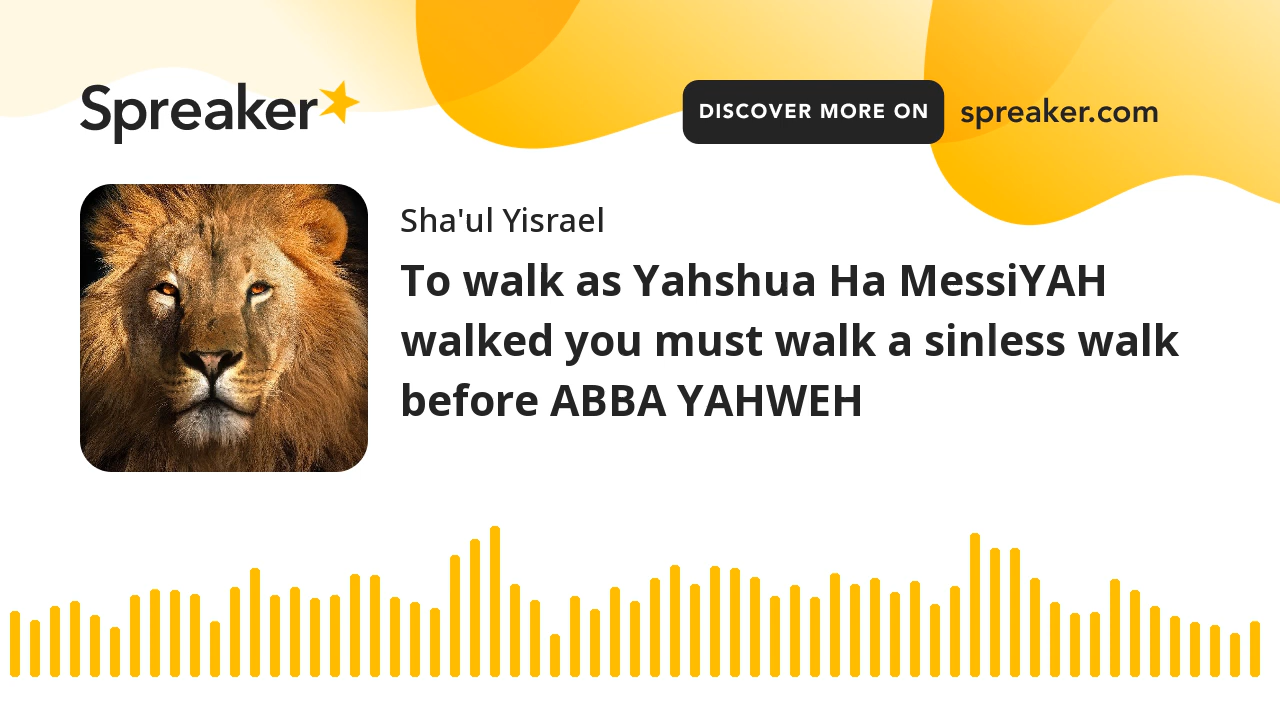 Spreaker
DISCOVER MORE ON spreaker.com
Sha'ul Yisrael
To walk as Yahshua Ha MessiYAH
walked you must walk a sinless walk
before ABBA YAHWEH